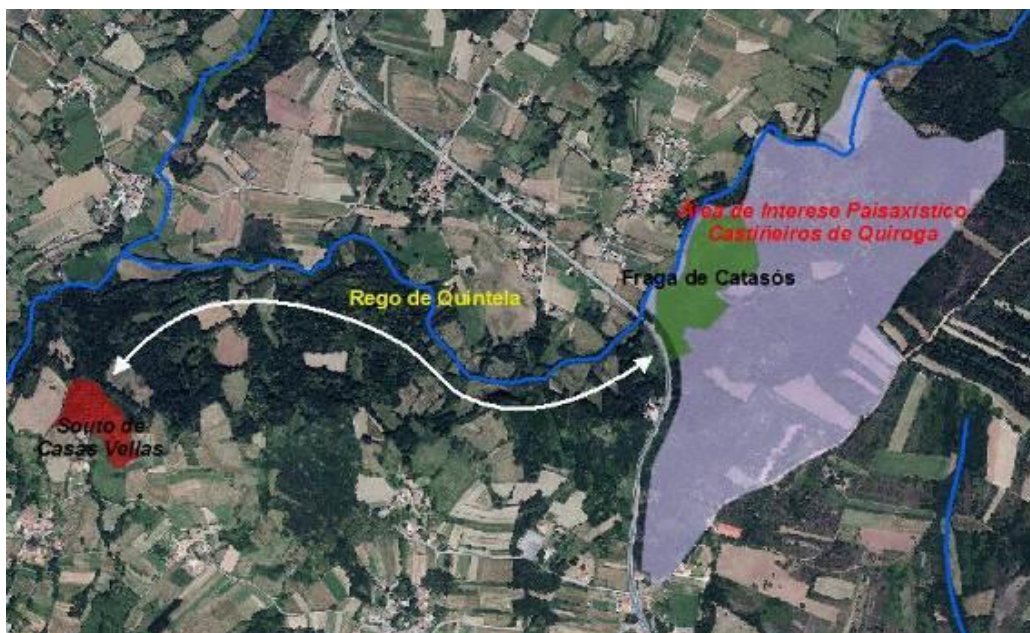 Área de Interese Paisaxístico
Castiñeiros de Quiroga
Fraga de Catasós
Rego de Quintela
Souto de
Casas Vellas